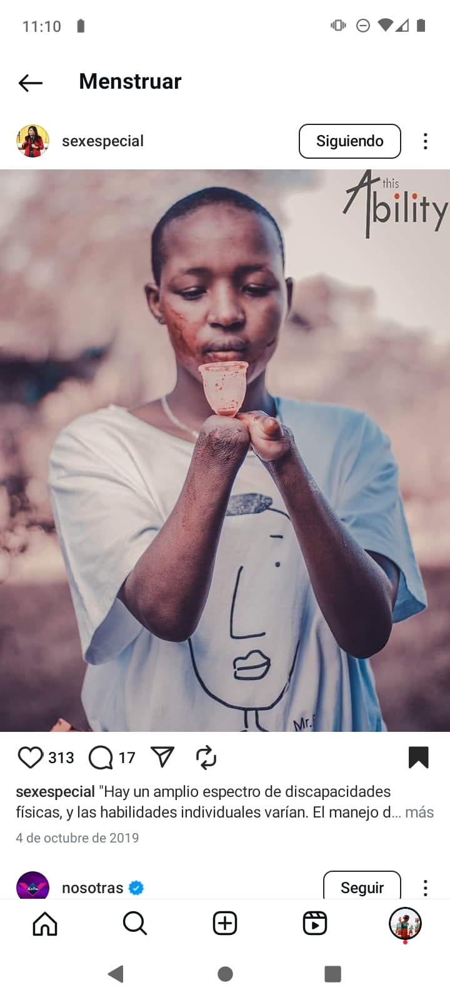 11:10
Menstruar
sexespecial
Siguiendo
this
Ability
Mr.
313
17
sexespecial "Hay un amplio espectro de discapacidades
físicas, y las habilidades individuales varían. El manejo d... más
4 de octubre de 2019
nosotras
Seguir